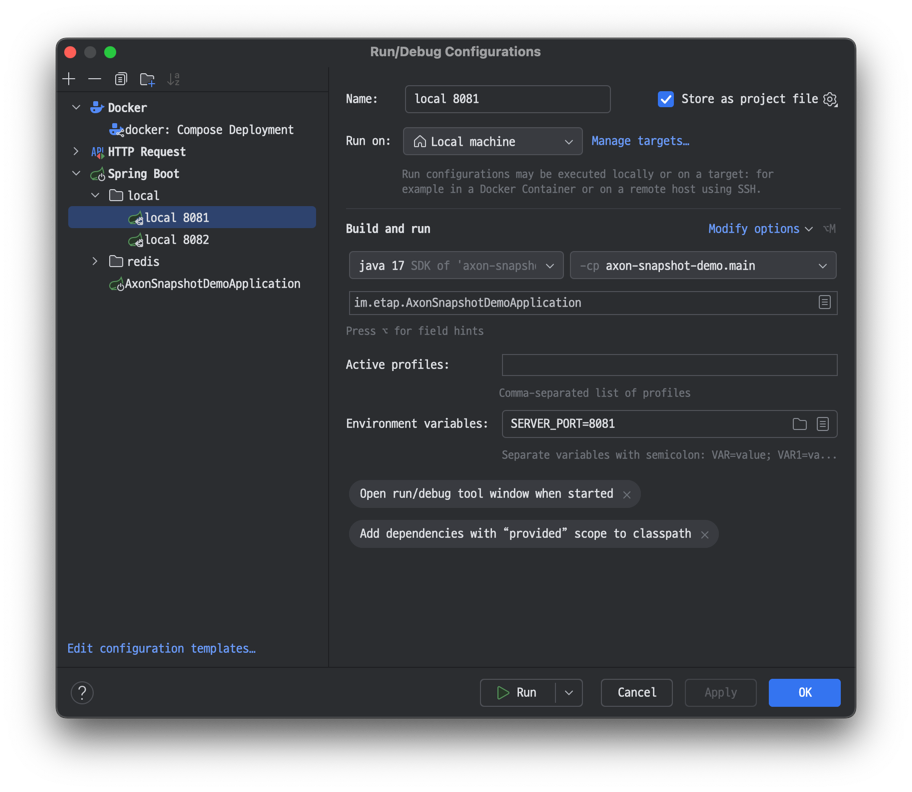 Run/Debug Configurations
Docker
docker: Compose Deployment
API HTTP Request
Spring Boot
local
local 8081
local 8082
redis
AxonSnapshotDemoApplication
Edit configuration templates…
Name: local 8081 Store as project file
Run on: Local machine Manage targets…
Run configurations may be executed locally or on a target: for
example in a Docker Container or on a remote host using SSH.
Build and run Modify options ⌥M
java 17 SDK of 'axon-snapsh -cp axon-snapshot-demo.main
im.etap.AxonSnapshotDemoApplication
Press ⌥ for field hints
Active profiles:
Comma-separated list of profiles
Environment variables: SERVER_PORT=8081
Separate variables with semicolon: VAR=value; VAR1=va...
Open run/debug tool window when started ×
Add dependencies with “provided” scope to classpath ×
? Run Cancel Apply OK